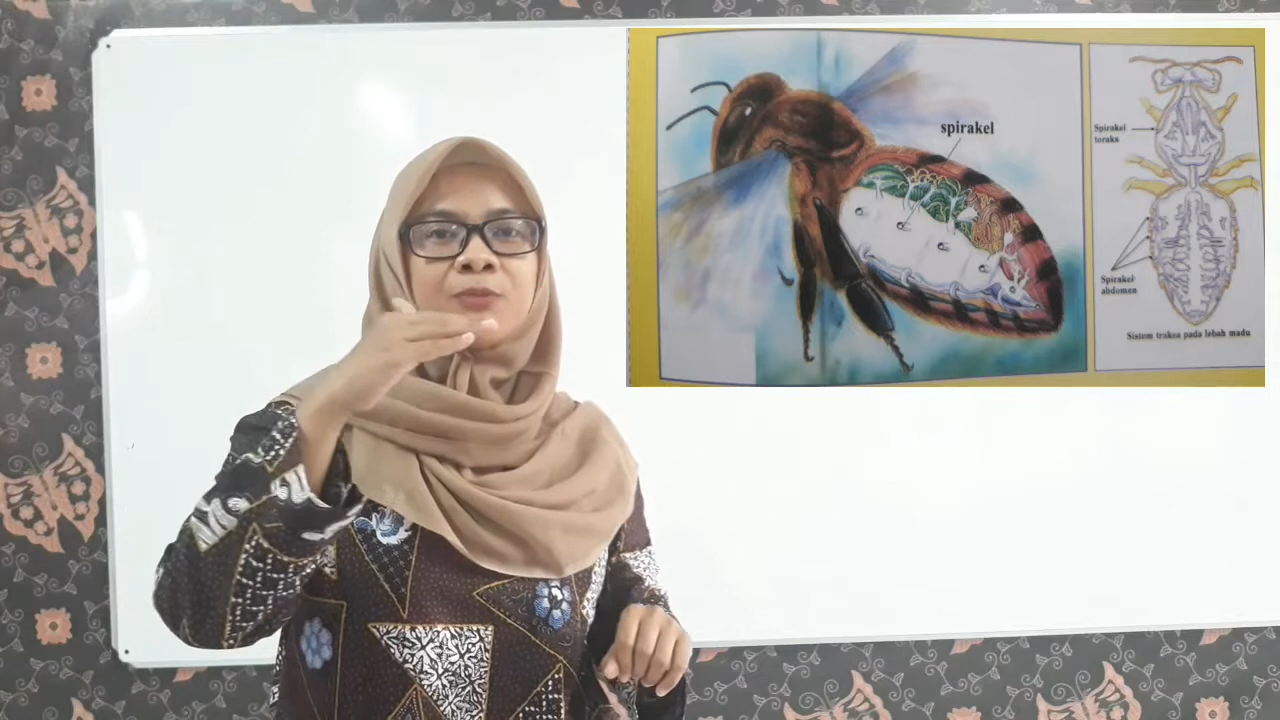 spirakel
Spirakel
toraks
Spirakel
abdomen
Sistem trakea pada lebah madu